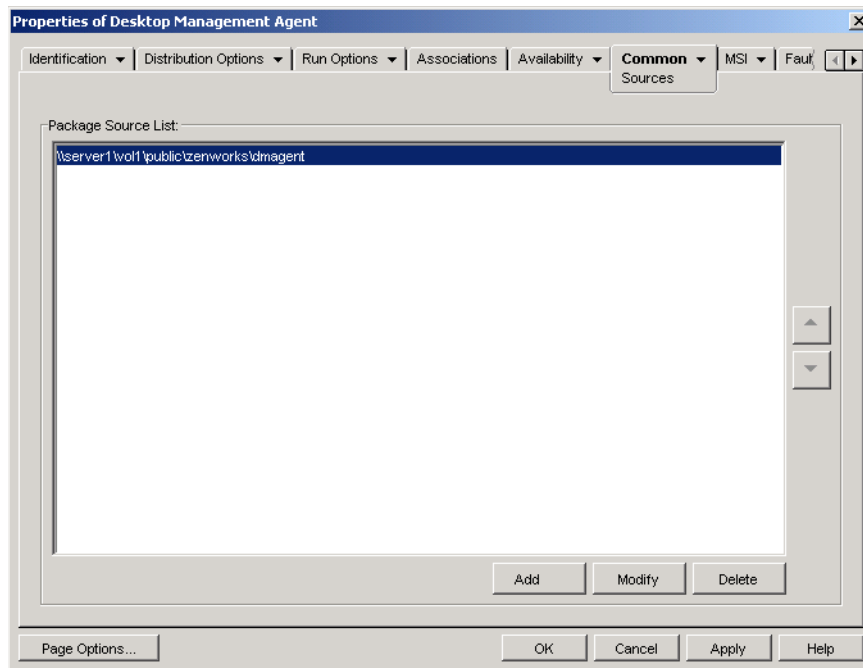 Properties of Desktop Management Agent
Identification Distribution Options Run Options Associations Availability Common MSI Faul
Sources
Package Source List:
\\server1\vol1\public\zenworks\dmagent
Add Modify Delete
Page Options... OK Cancel Apply Help